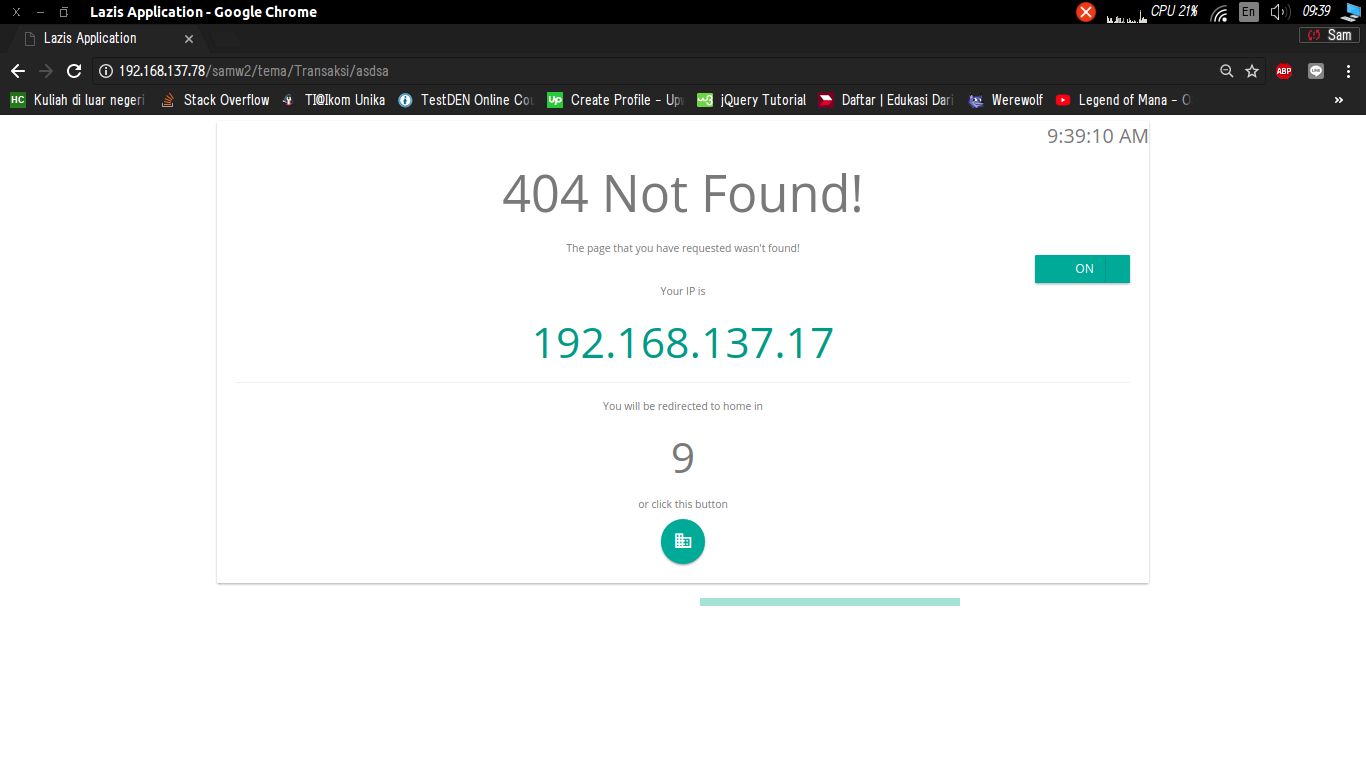 Lazis Application - Google Chrome
CPU 21%
En
09:39
Lazis Application
Sam
192.168.137.78/samw2/tema/Transaksi/asdsa
ABP
HC Kuliah di luar negeri
Stack Overflow
TI@Ikom Unika
TestDEN Online Cou
Up Create Profile - Upw
jQuery Tutorial
Daftar | Edukasi Dari
Werewolf
Legend of Mana - O
»
9:39:10 AM
404 Not Found!
The page that you have requested wasn't found!
ON
Your IP is
192.168.137.17
You will be redirected to home in
9
or click this button